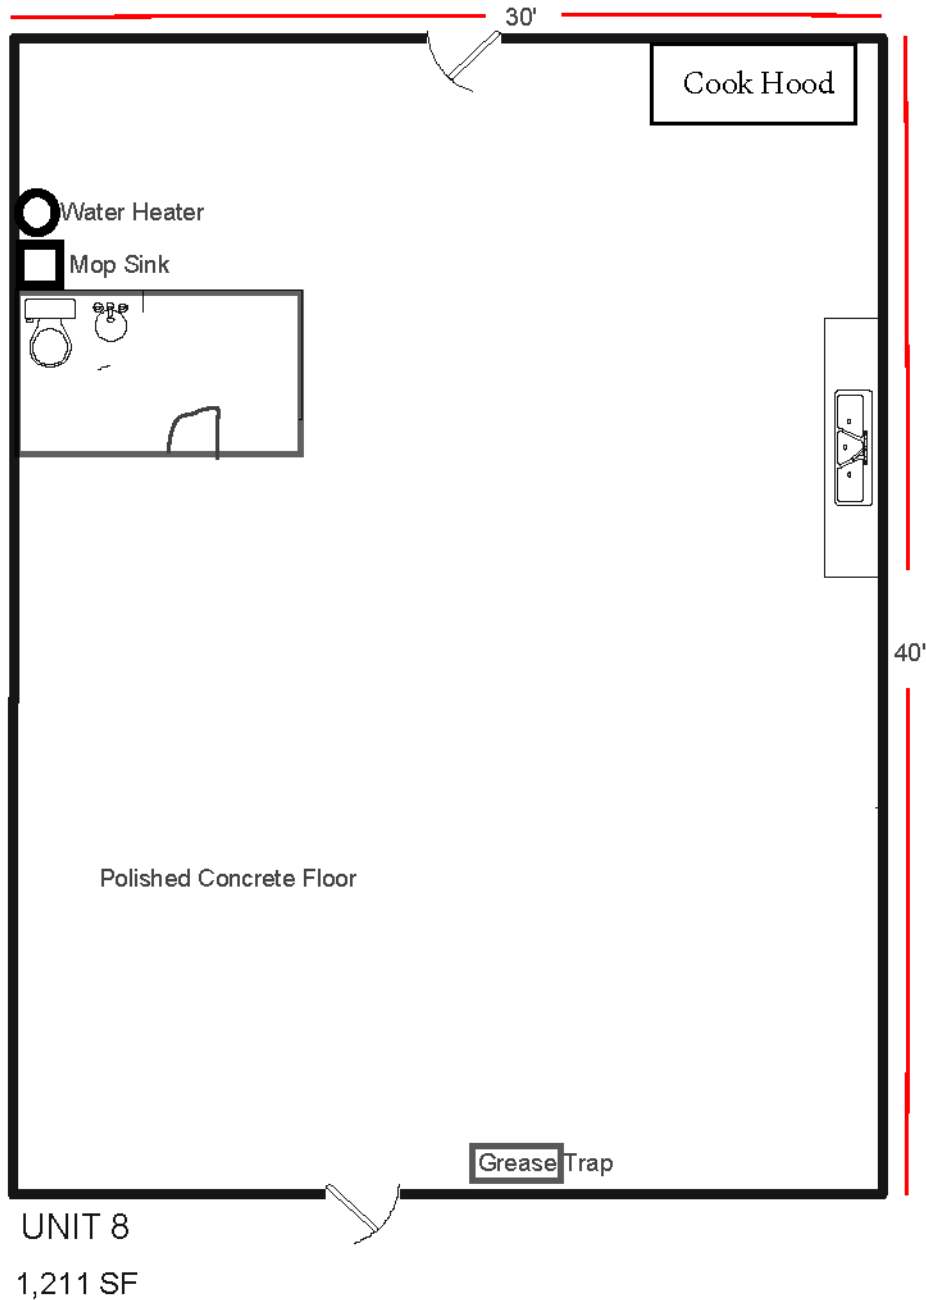 30'
Cook Hood
Water Heater
Mop Sink
40'
Polished Concrete Floor
Grease Trap
UNIT 8
1,211 SF